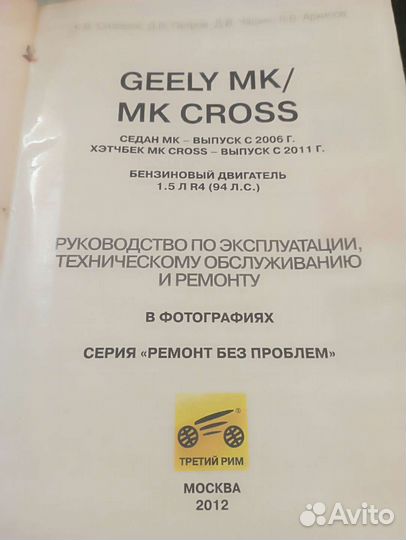 GEELY MK/
MK CROSS
СЕДАН МК – ВЫПУСК С 2006 Г.
ХЭТЧБЕК MK CROSS – ВЫПУСК С 2011 Г.
БЕНЗИНОВЫЙ ДВИГАТЕЛЬ
1.5 Л R4 (94 Л.С.)
РУКОВОДСТВО ПО ЭКСПЛУАТАЦИИ,
ТЕХНИЧЕСКОМУ ОБСЛУЖИВАНИЮ
И РЕМОНТУ
В ФОТОГРАФИЯХ
СЕРИЯ «РЕМОНТ БЕЗ ПРОБЛЕМ»
®
ТРЕТИЙ РИМ
МОСКВА
2012
Avito